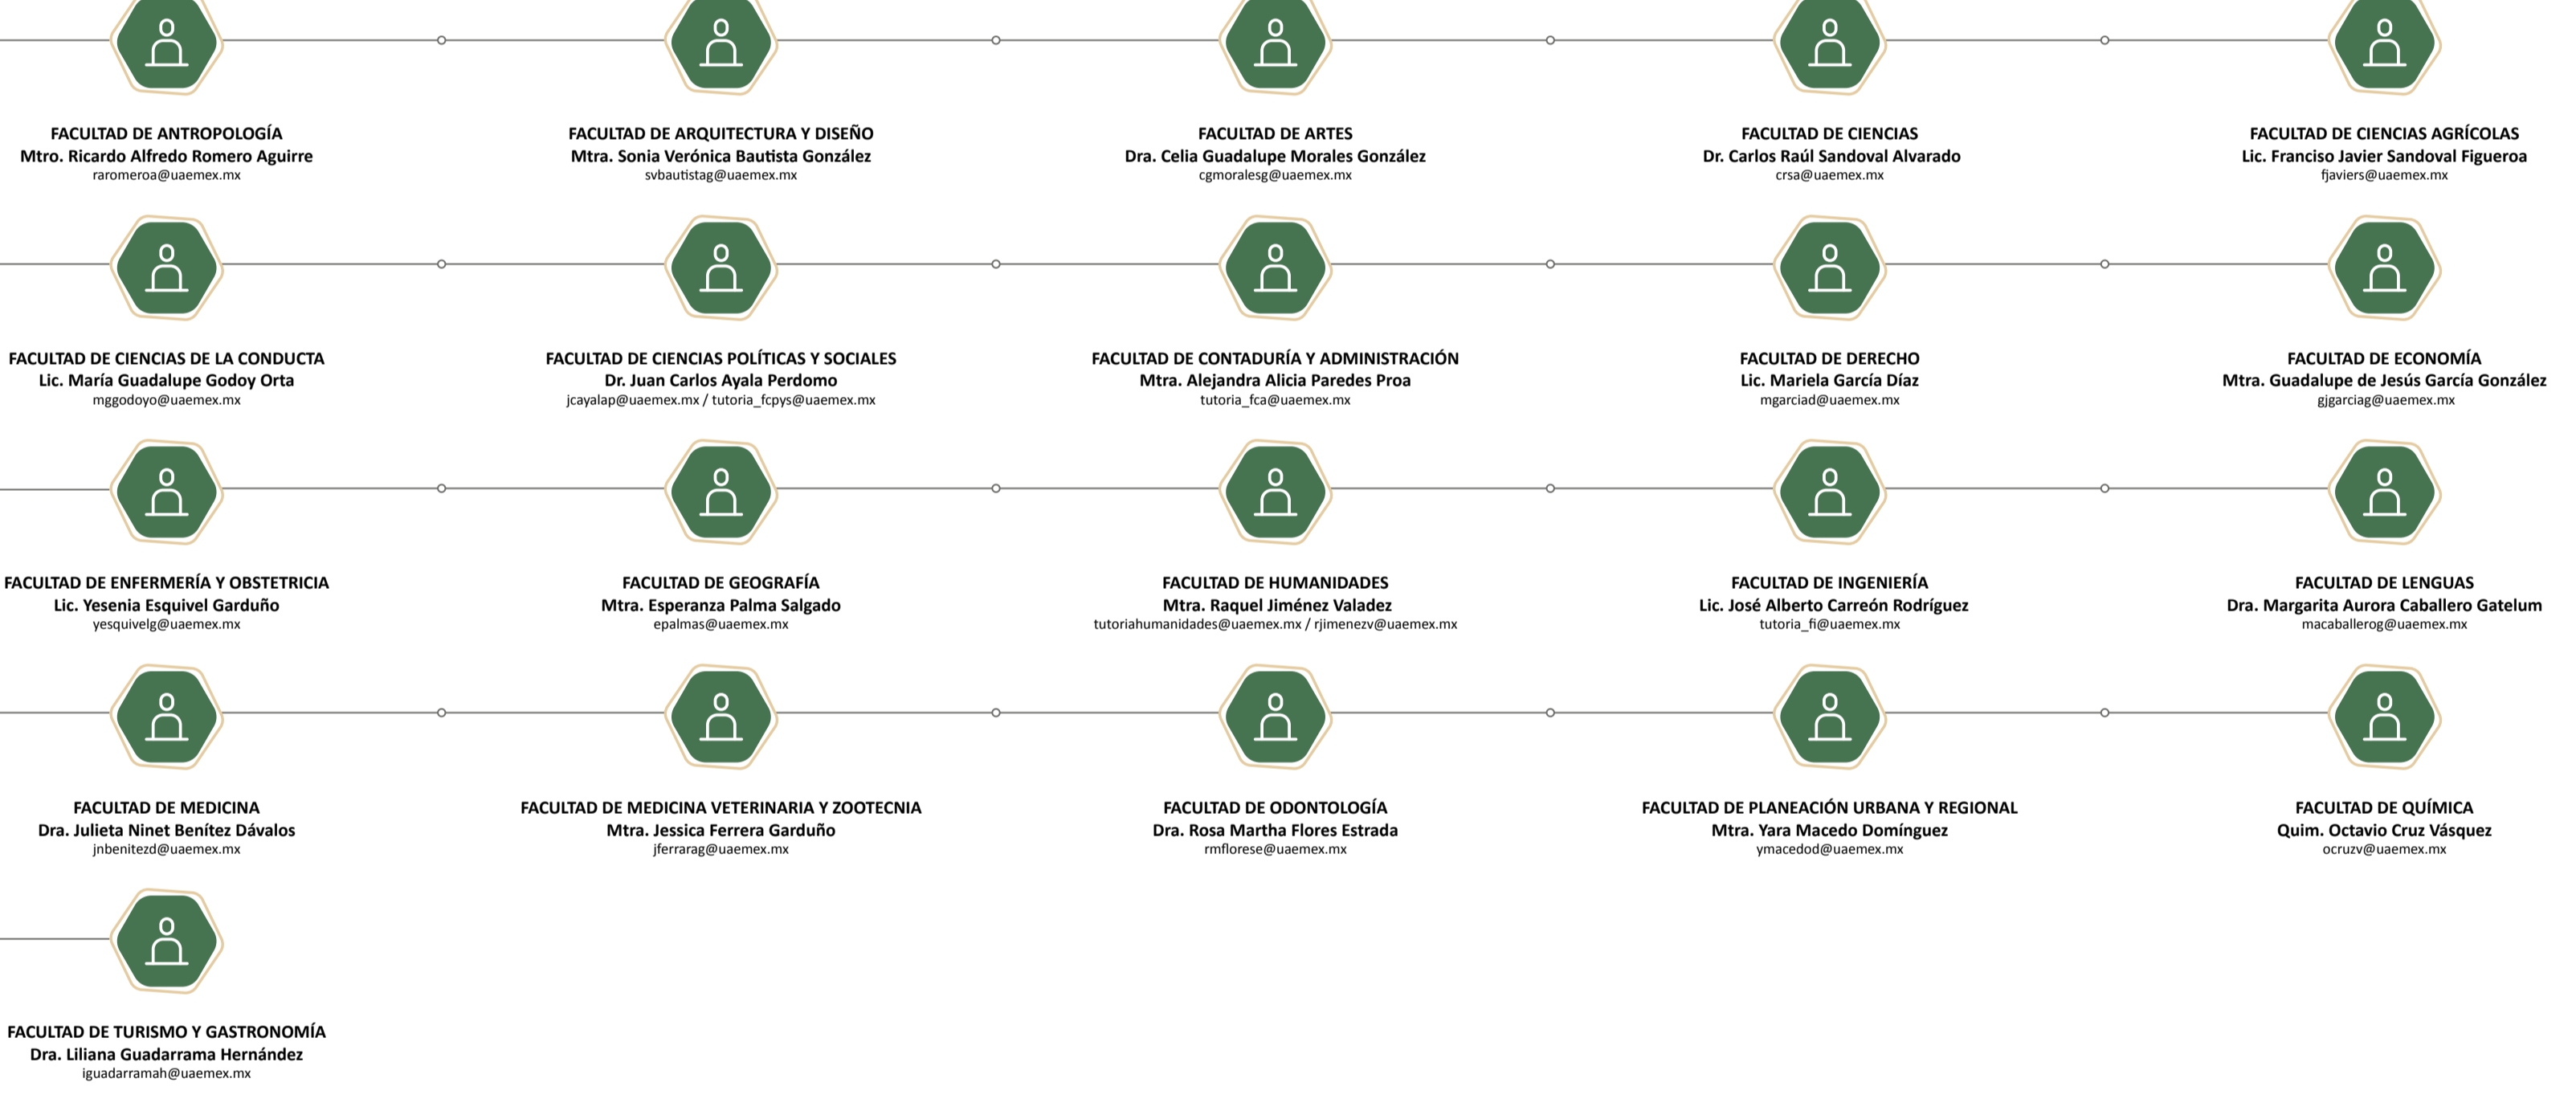 FACULTAD DE ANTROPOLOGÍA
Mtro. Ricardo Alfredo Romero Aguirre
raromeroa@uaemex.mx
FACULTAD DE ARQUITECTURA Y DISEÑO
Mtra. Sonia Verónica Bautista González
svbautistag@uaemex.mx
FACULTAD DE ARTES
Dra. Celia Guadalupe Morales González
cgmoralesg@uaemex.mx
FACULTAD DE CIENCIAS
Dr. Carlos Raúl Sandoval Alvarado
crsa@uaemex.mx
FACULTAD DE CIENCIAS AGRÍCOLAS
Lic. Franciso Javier Sandoval Figueroa
fjaviers@uaemex.mx
FACULTAD DE CIENCIAS DE LA CONDUCTA
Lic. María Guadalupe Godoy Orta
mggodoyo@uaemex.mx
FACULTAD DE CIENCIAS POLÍTICAS Y SOCIALES
Dr. Juan Carlos Ayala Perdomo
jcayalap@uaemex.mx / tutoria_fcpys@uaemex.mx
FACULTAD DE CONTADURÍA Y ADMINISTRACIÓN
Mtra. Alejandra Alicia Paredes Proa
tutoria_fca@uaemex.mx
FACULTAD DE DERECHO
Lic. Mariela García Díaz
mgarciad@uaemex.mx
FACULTAD DE ECONOMÍA
Mtra. Guadalupe de Jesús García González
gjgarciag@uaemex.mx
FACULTAD DE ENFERMERÍA Y OBSTETRICIA
Lic. Yesenia Esquivel Garduño
yesquivelg@uaemex.mx
FACULTAD DE GEOGRAFÍA
Mtra. Esperanza Palma Salgado
epalmas@uaemex.mx
FACULTAD DE HUMANIDADES
Mtra. Raquel Jiménez Valadez
tutoriahumanidades@uaemex.mx / rjimenezv@uaemex.mx
FACULTAD DE INGENIERÍA
Lic. José Alberto Carreón Rodríguez
tutoria_fi@uaemex.mx
FACULTAD DE LENGUAS
Dra. Margarita Aurora Caballero Gatelum
macaballerog@uaemex.mx
FACULTAD DE MEDICINA
Dra. Julieta Ninet Benítez Dávalos
jnbenitezd@uaemex.mx
FACULTAD DE MEDICINA VETERINARIA Y ZOOTECNIA
Mtra. Jessica Ferrera Garduño
jferrarag@uaemex.mx
FACULTAD DE ODONTOLOGÍA
Dra. Rosa Martha Flores Estrada
rmflorese@uaemex.mx
FACULTAD DE PLANEACIÓN URBANA Y REGIONAL
Mtra. Yara Macedo Domínguez
ymacedod@uaemex.mx
FACULTAD DE QUÍMICA
Quim. Octavio Cruz Vásquez
ocruzv@uaemex.mx
FACULTAD DE TURISMO Y GASTRONOMÍA
Dra. Liliana Guadarrama Hernández
iguadarramah@uaemex.mx